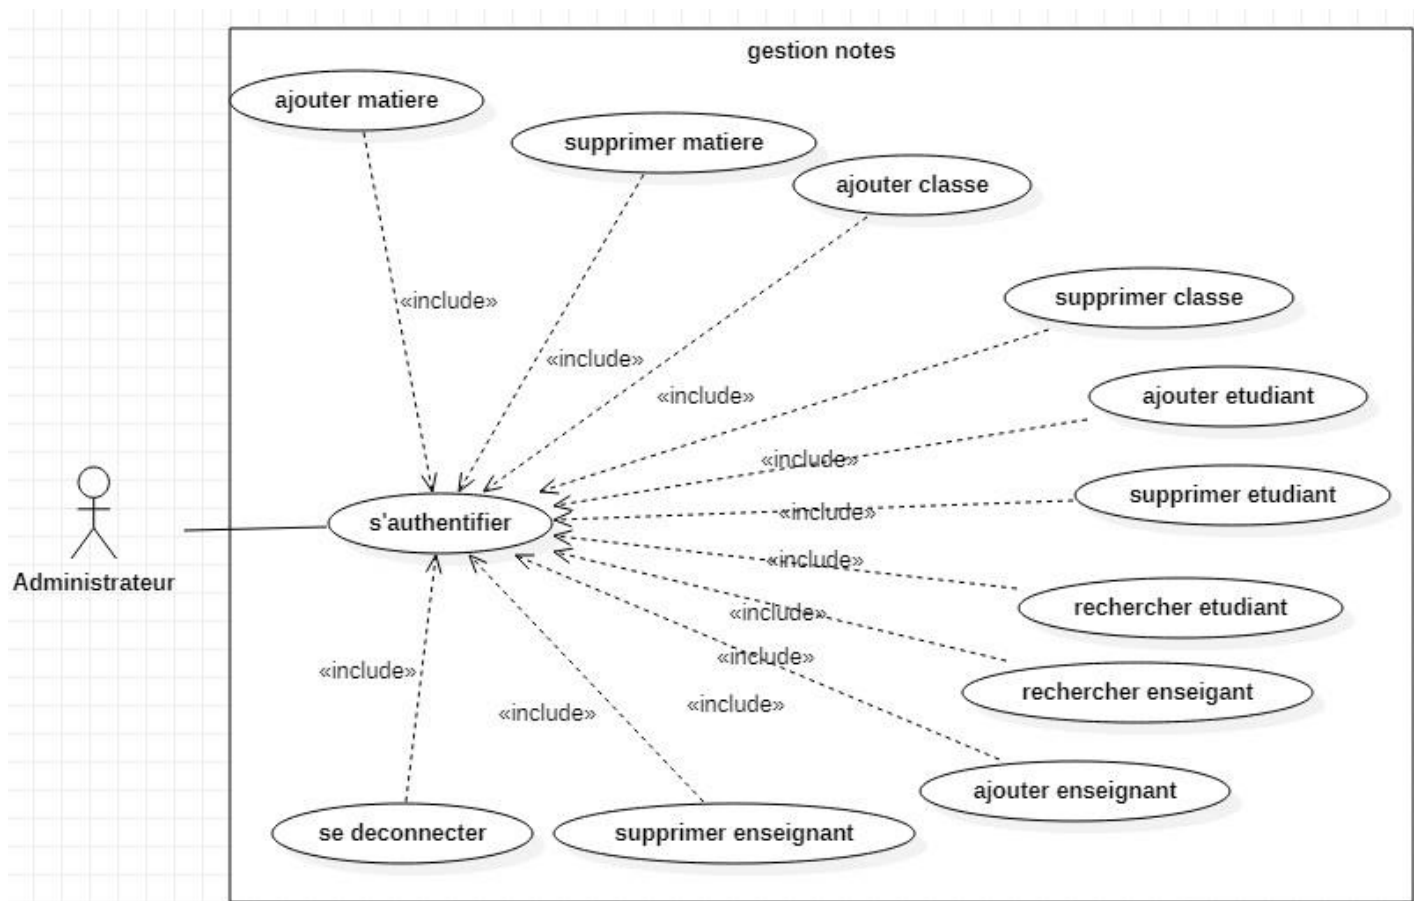 gestion notes
ajouter matiere
supprimer matiere
ajouter classe
supprimer classe
«include»
«include»
«include»
ajouter etudiant
«include»
supprimer etudiant
«include»
s'authentifier
Administrateur
«include»
rechercher etudiant
«include»
«include»
«include»
rechercher enseigant
«include»
«include»
ajouter enseignant
se deconnecter
supprimer enseignant